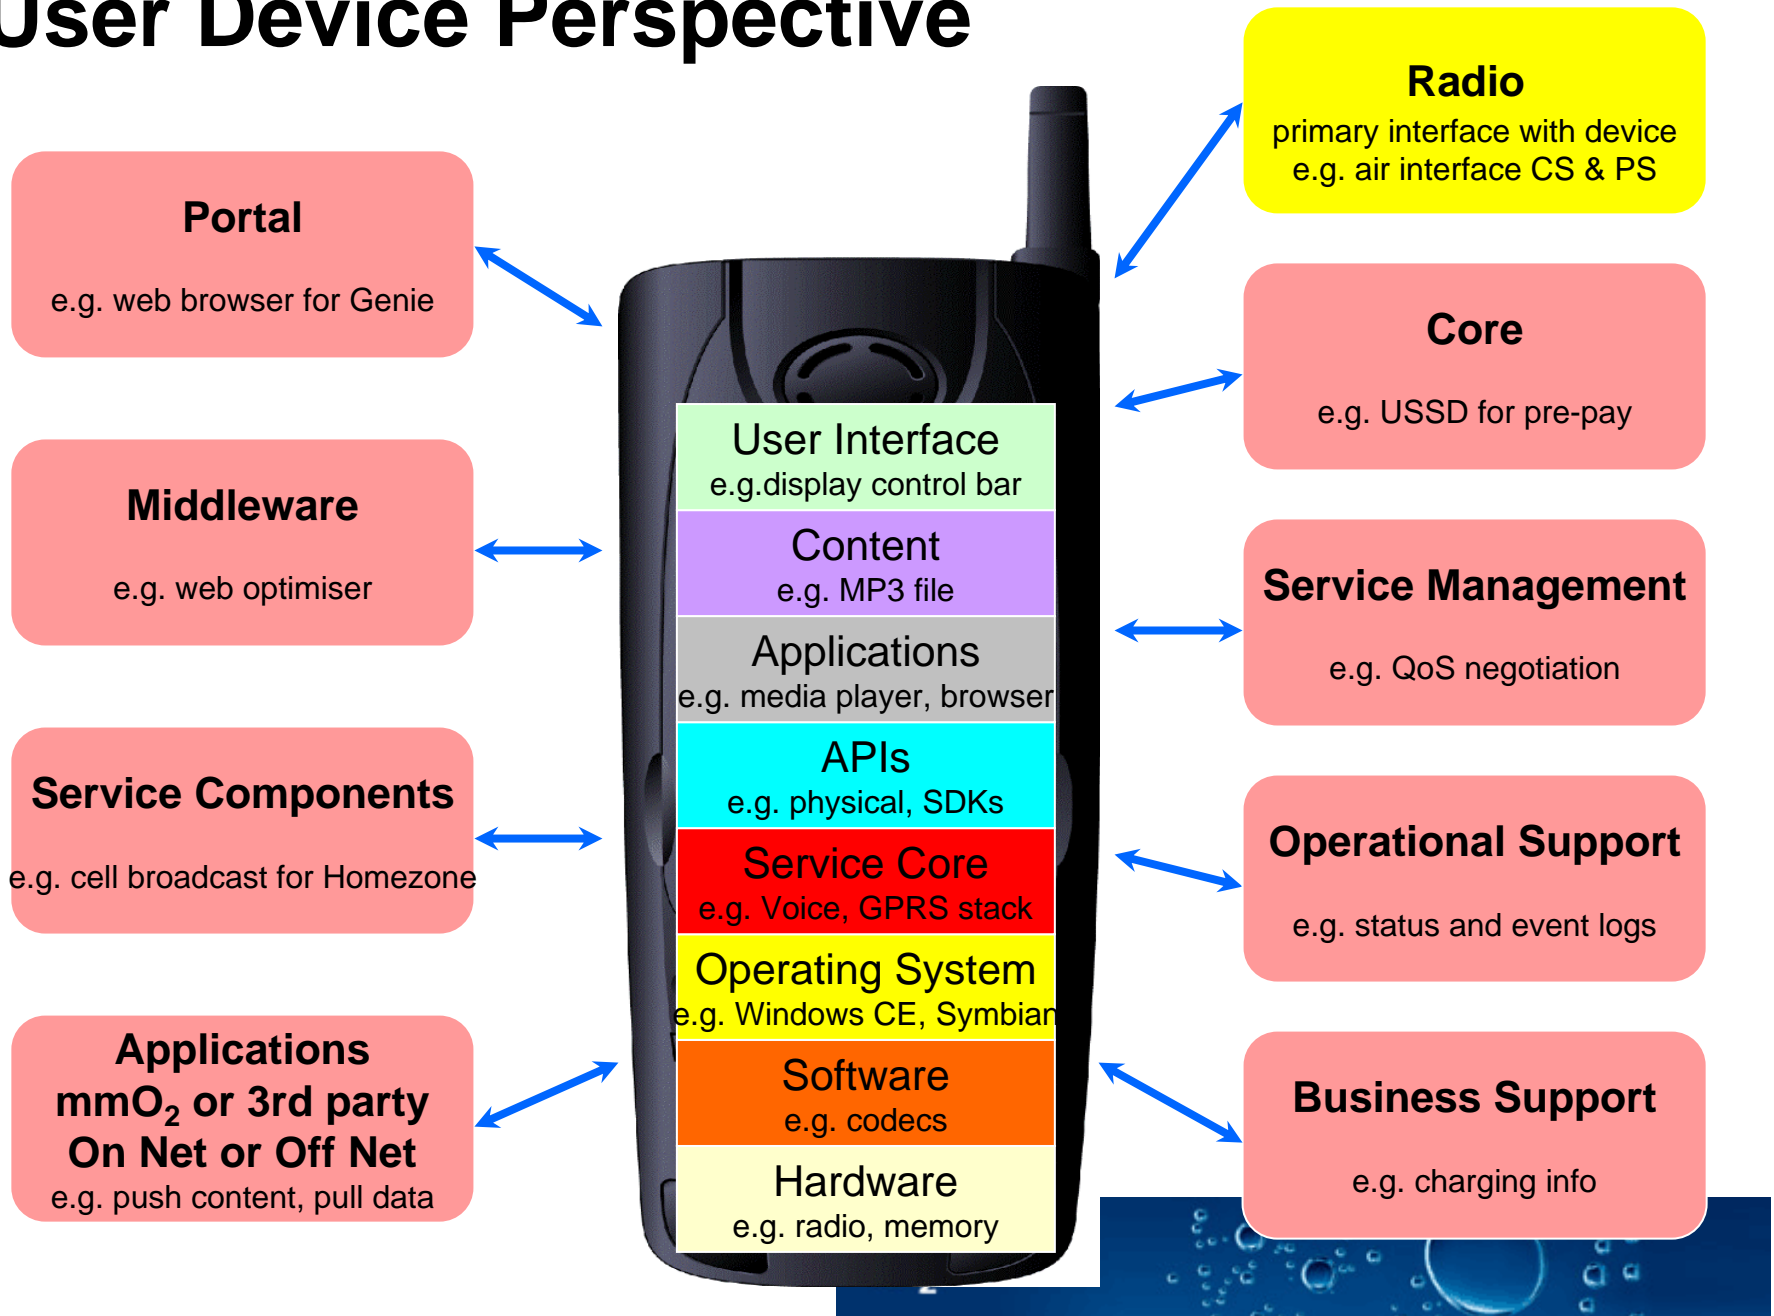 User Device Perspective
Portal
e.g. web browser for Genie
Middleware
e.g. web optimiser
Service Components
e.g. cell broadcast for Homezone
Applications
mmO₂ or 3rd party
On Net or Off Net
e.g. push content, pull data
User Interface
e.g.display control bar
Content
e.g. MP3 file
Applications
e.g. media player, browser
APIs
e.g. physical, SDKs
Service Core
e.g. Voice, GPRS stack
Operating System
e.g. Windows CE, Symbian
Software
e.g. codecs
Hardware
e.g. radio, memory
Radio
primary interface with device
e.g. air interface CS & PS
Core
e.g. USSD for pre-pay
Service Management
e.g. QoS negotiation
Operational Support
e.g. status and event logs
Business Support
e.g. charging info